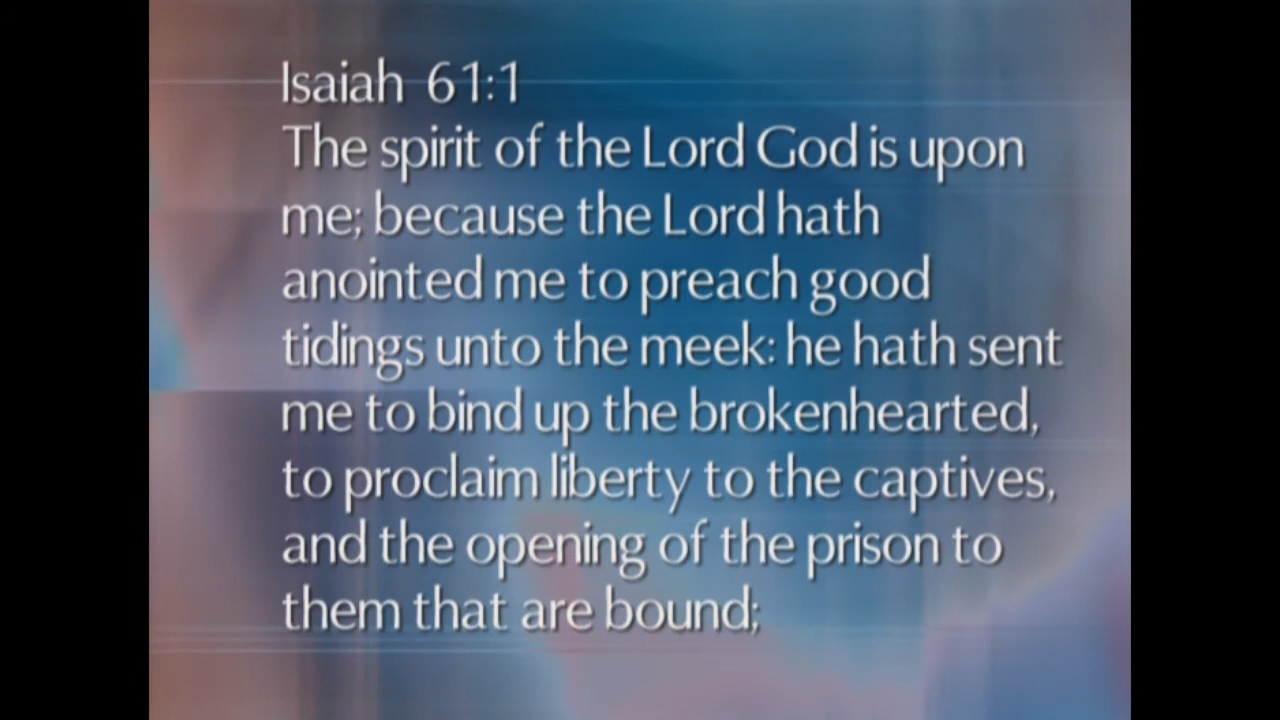 Isaiah 61:1
The spirit of the Lord God is upon
me; because the Lord hath
anointed me to preach good
tidings unto the meek: he hath sent
me to bind up the brokenhearted,
to proclaim liberty to the captives,
and the opening of the prison to
them that are bound;